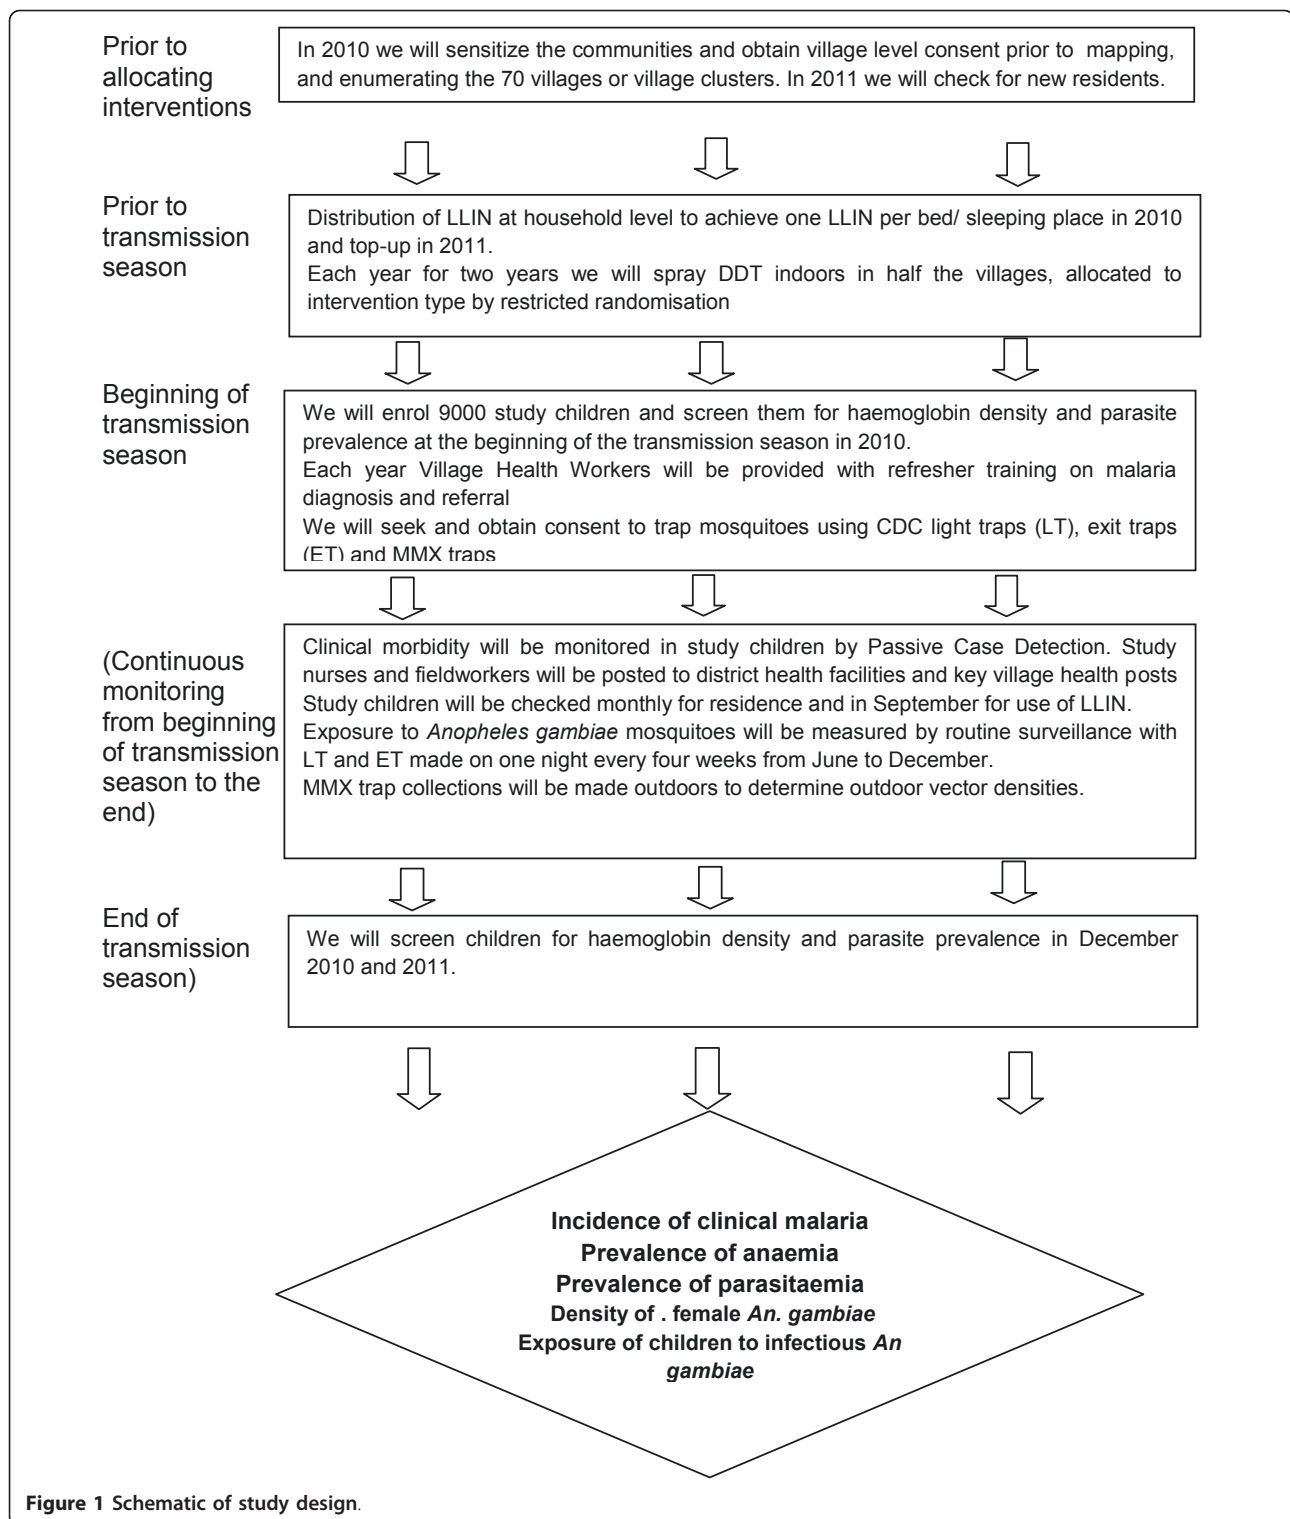 Prior to
allocating
interventions
In 2010 we will sensitize the communities and obtain village level consent prior to mapping,
and enumerating the 70 villages or village clusters. In 2011 we will check for new residents.
Prior to
transmission
season
Distribution of LLIN at household level to achieve one LLIN per bed/ sleeping place in 2010
and top-up in 2011.
Each year for two years we will spray DDT indoors in half the villages, allocated to
intervention type by restricted randomisation
Beginning of
transmission
season
We will enrol 9000 study children and screen them for haemoglobin density and parasite
prevalence at the beginning of the transmission season in 2010.
Each year Village Health Workers will be provided with refresher training on malaria
diagnosis and referral
We will seek and obtain consent to trap mosquitoes using CDC light traps (LT), exit traps
(ET) and MMX traps
(Continuous
monitoring
from beginning
of transmission
season to the
end)
Clinical morbidity will be monitored in study children by Passive Case Detection. Study
nurses and fieldworkers will be posted to district health facilities and key village health posts
Study children will be checked monthly for residence and in September for use of LLIN.
Exposure to Anopheles gambiae mosquitoes will be measured by routine surveillance with
LT and ET made on one night every four weeks from June to December.
MMX trap collections will be made outdoors to determine outdoor vector densities.
End of
transmission
season)
We will screen children for haemoglobin density and parasite prevalence in December
2010 and 2011.
Incidence of clinical malaria
Prevalence of anaemia
Prevalence of parasitaemia
Density of . female An. gambiae
Exposure of children to infectious An
gambiae
Figure 1 Schematic of study design.